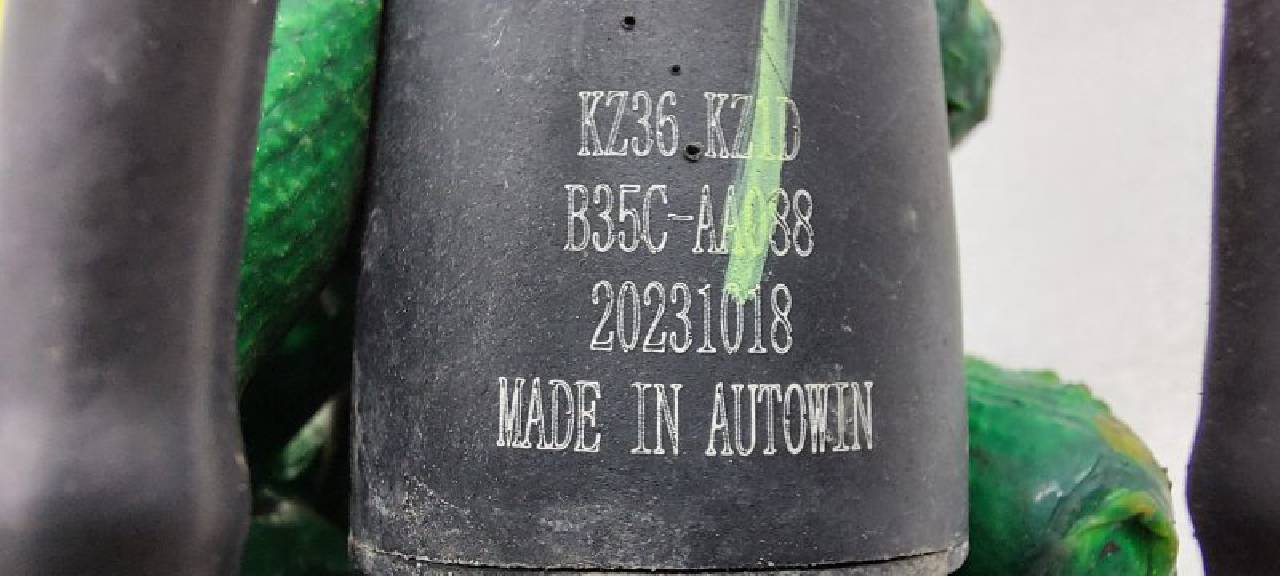 KZ36 KZ1D
B35C-AA088
20231018
MADE IN AUTOWIN